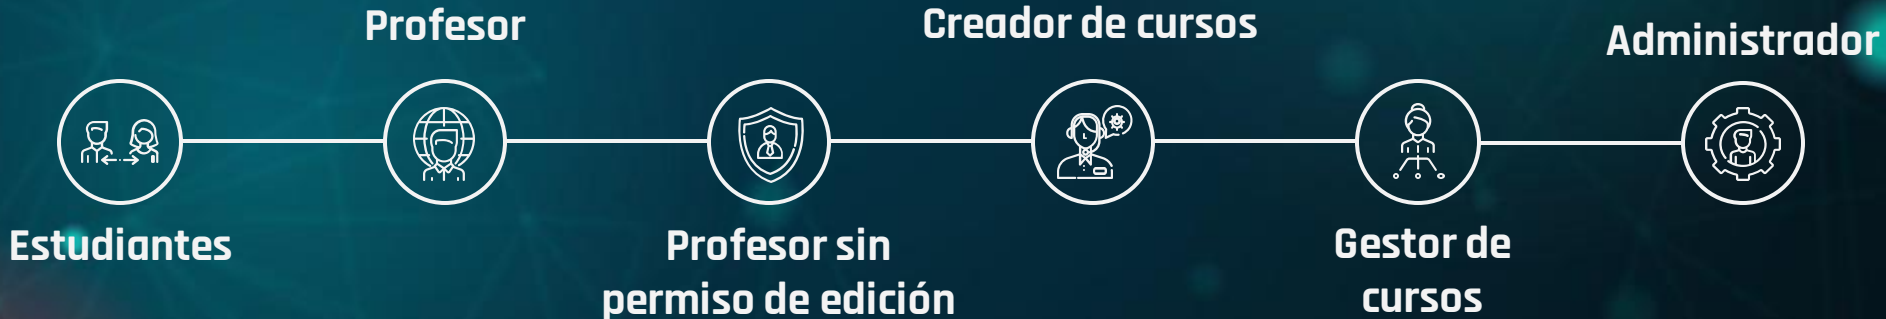 Profesor
Creador de cursos
Administrador
Estudiantes
Profesor sin
permiso de edición
Gestor de
cursos